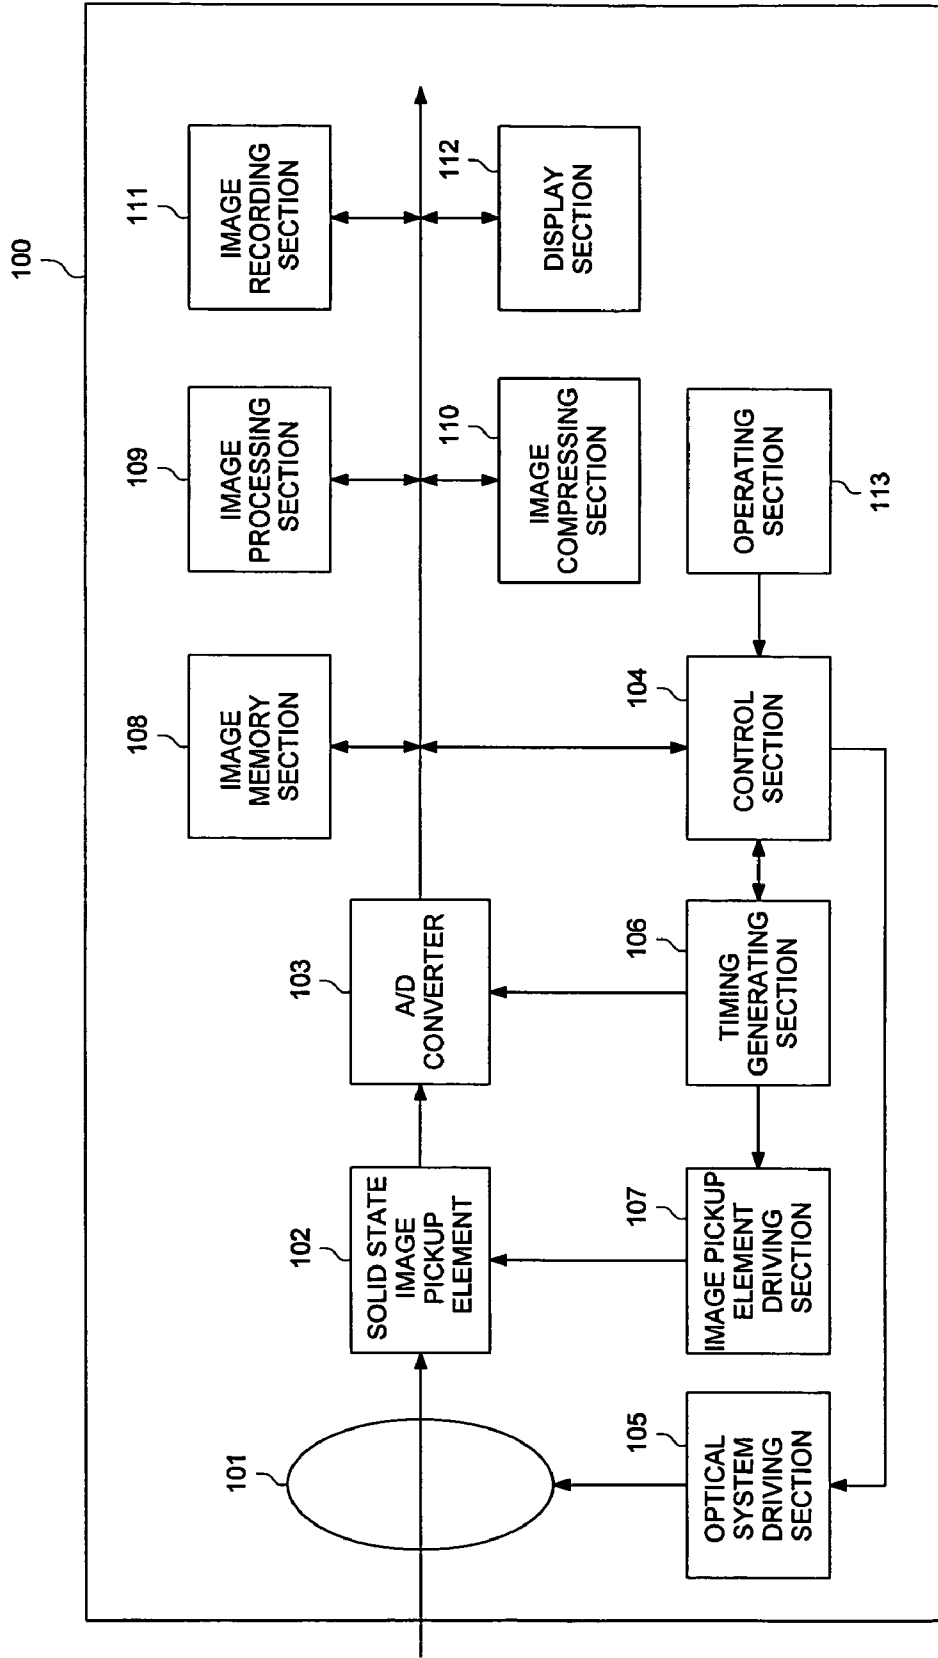 100
111
IMAGE
RECORDING
SECTION
112
DISPLAY
SECTION
109
IMAGE
PROCESSING
SECTION
110
IMAGE
COMPRESSING
SECTION
OPERATING
SECTION
113
108
IMAGE
MEMORY
SECTION
104
CONTROL
SECTION
103
A/D
CONVERTER
106
TIMING
GENERATING
SECTION
102
SOLID STATE
IMAGE
PICKUP
ELEMENT
107
IMAGE PICKUP
ELEMENT
DRIVING
SECTION
101
105
OPTICAL
SYSTEM
DRIVING
SECTION